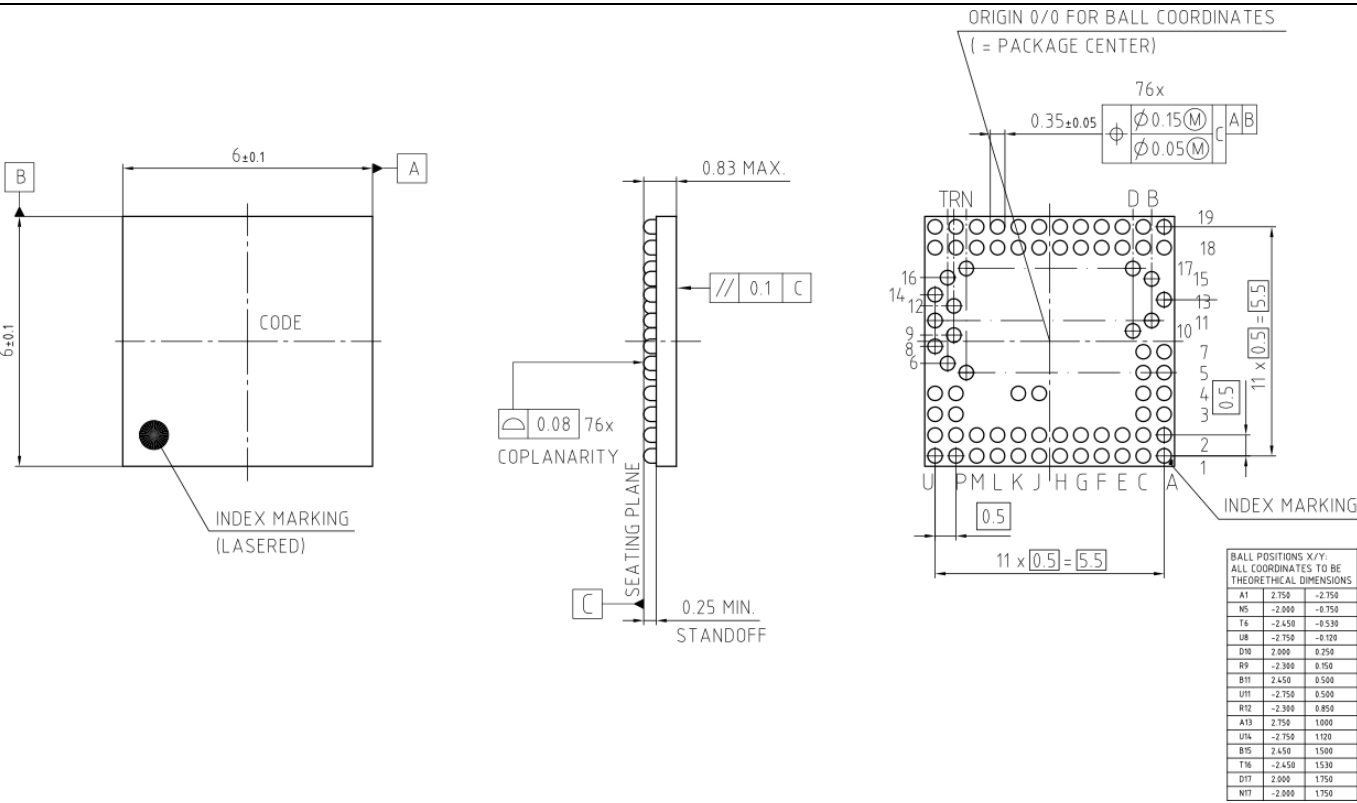 ORIGIN 0/0 FOR BALL COORDINATES
( = PACKAGE CENTER)
76x
0.35±0.05
Ø0.15Ⓜ
Ø0.05Ⓜ
C
A B
6±0.1
A
B
6±0.1
CODE
INDEX MARKING
(LASERED)
0.83 MAX.
// 0.1 C
0.08 76x
COPLANARITY
SEATING PLANE
C
0.25 MIN.
STANDOFF
TRN
D B
19
18
17
16
15
14
13
12
11
10
9
8
7
6
5
4
3
2
1
U P M L K J H G F E C A
0.5
11 x 0.5 = 5.5
0.5
11 x 0.5 = 5.5
INDEX MARKING
BALL POSITIONS X/Y:
ALL COORDINATES TO BE
THEORETHICAL DIMENSIONS
A1 2.750 -2.750
N5 -2.000 -0.750
T6 -2.450 -0.530
U8 -2.750 -0.120
D10 2.000 0.250
R9 -2.300 0.150
B11 2.450 0.500
U11 -2.750 0.500
R12 -2.300 0.850
A13 2.750 1.000
U14 -2.750 1.120
B15 2.450 1.500
T16 -2.450 1.530
D17 2.000 1.750
N17 -2.000 1.750